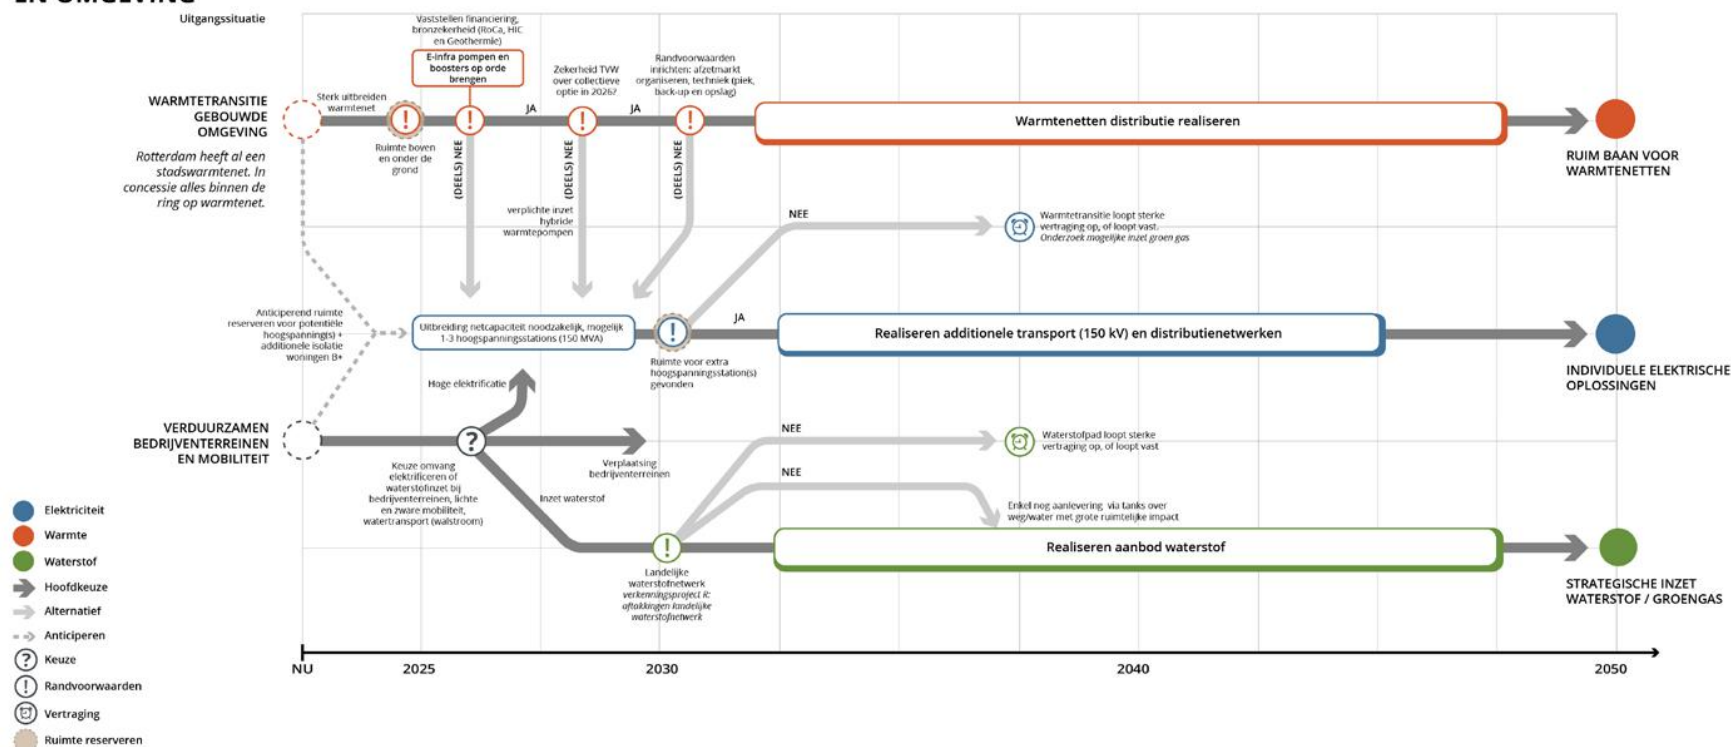 EN OMGEVING
Uitgangssituatie
Vaststellen financiering,
bronzekerheid (RoCa, HIC
en Geothermie)
E-infra pompen en
boosters op orde
brengen
Zekerheid TVW
over collectieve
optie in 2026?
Randvoorwaarden
inrichten: afzetmarkt
organiseren, techniek (piek,
back-up en opslag)
Sterk uitbreiden
warmtenet
JA
JA
WARMTETRANSITIE
GEBOUWDE
OMGEVING
Rotterdam heeft al een
stadswarmtenet. In
concessie alles binnen de
ring op warmtenet.
Ruimte boven
en onder de
grond
(DEELS) NEE
(DEELS) NEE
(DEELS) NEE
Warmtenetten distributie realiseren
RUIM BAAN VOOR
WARMTENETTEN
verplichte inzet
hybride
warmtepompen
NEE
Warmtetransitie loopt sterke
vertraging op, of loopt vast.
Onderzoek mogelijke inzet groen gas
Anticiperend ruimte
reserveren voor potentiële
hoogspanning(s) +
additionele isolatie
woningen B+
Uitbreiding netcapaciteit noodzakelijk, mogelijk
1-3 hoogspanningsstations (150 MVA)
JA
Realiseren additionele transport (150 kV) en distributienetwerken
Ruimte voor extra
hoogspanningsstation(s)
gevonden
INDIVIDUELE ELEKTRISCHE
OPLOSSINGEN
Hoge elektrificatie
VERDUURZAMEN
BEDRIJVENTERREINEN
EN MOBILITEIT
Keuze omvang
elektrificeren of
waterstofinzet bij
bedrijventerreinen, lichte
en zware mobiliteit,
watertransport (walstroom)
Verplaatsing
bedrijventerreinen
Inzet waterstof
NEE
Waterstofpad loopt sterke
vertraging op, of loopt vast
NEE
Enkel nog aanlevering via tanks over
weg/water met grote ruimtelijke impact
Realiseren aanbod waterstof
Landelijke
waterstofnetwerk
verkenningsproject R:
aftakkingen landelijke
waterstofnetwerk
STRATEGISCHE INZET
WATERSTOF / GROENGAS
NU
2025
2030
2040
2050
Elektriciteit
Warmte
Waterstof
Hoofdkeuze
Alternatief
Anticiperen
Keuze
Randvoorwaarden
Vertraging
Ruimte reserveren